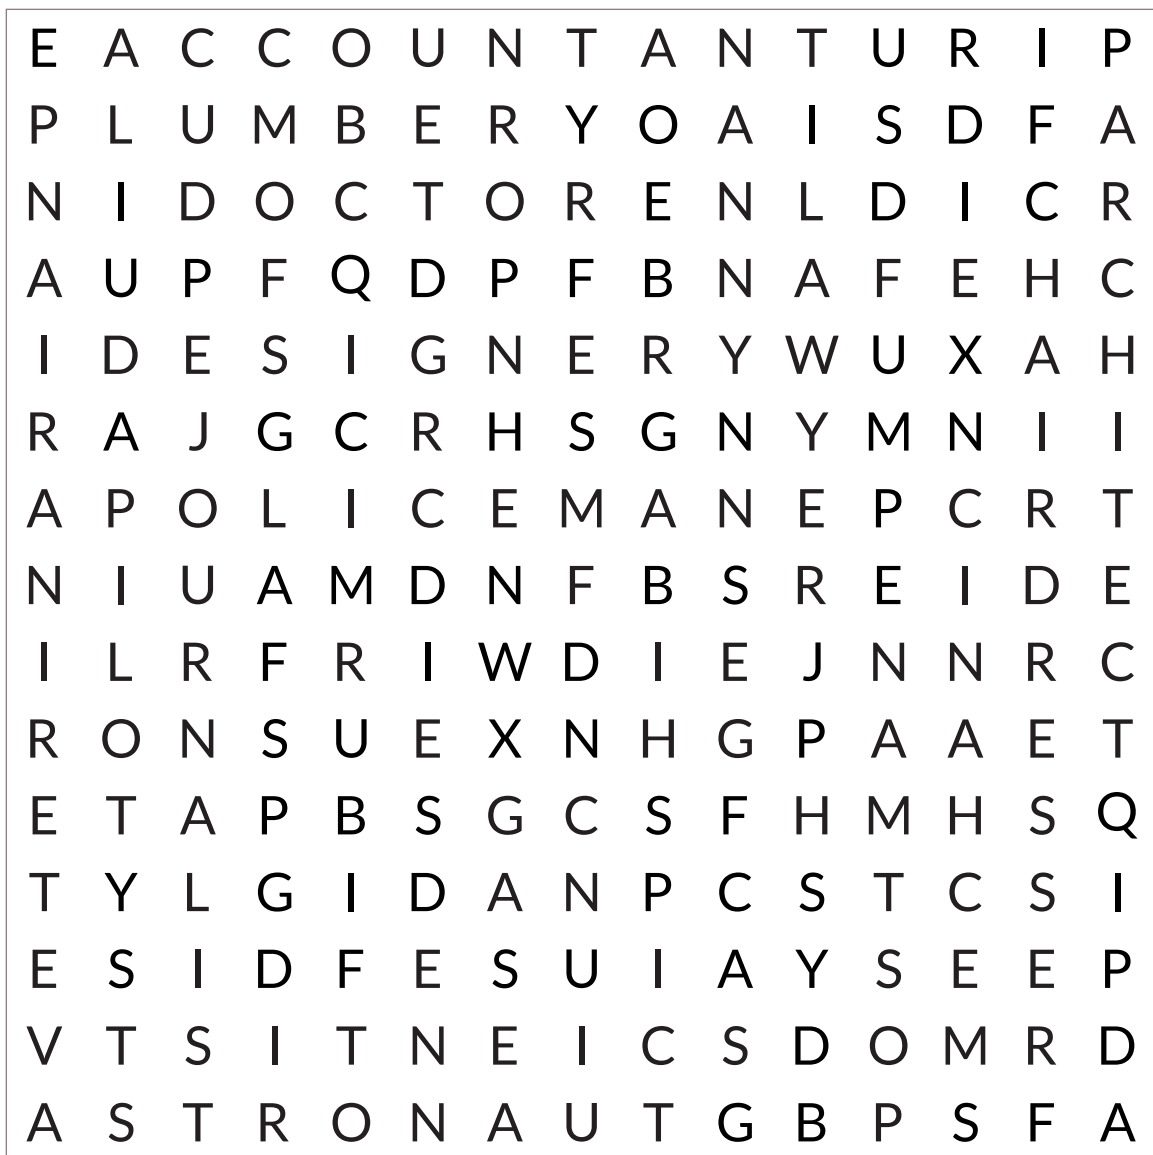 E A C C O U N T A N T U R I P
P L U M B E R Y O A I S D F A
N I D O C T O R E N L D I C R
A U P F Q D P F B N A F E H C
I D E S I G N E R Y W U X A H
R A J G C R H S G N Y M N I I
A P O L I C E M A N E P C R T
N I U A M D N F B S R E I D E
I L R F R I W D I E J N N R C
R O N S U E X N H G P A A E T
E T A P B S G C S F H M H S Q
T Y L G I D A N P C S T C S I
E S I D F E S U I A Y S E E P
V T S I T N E I C S D O M R D
A S T R O N A U T G B P S F A